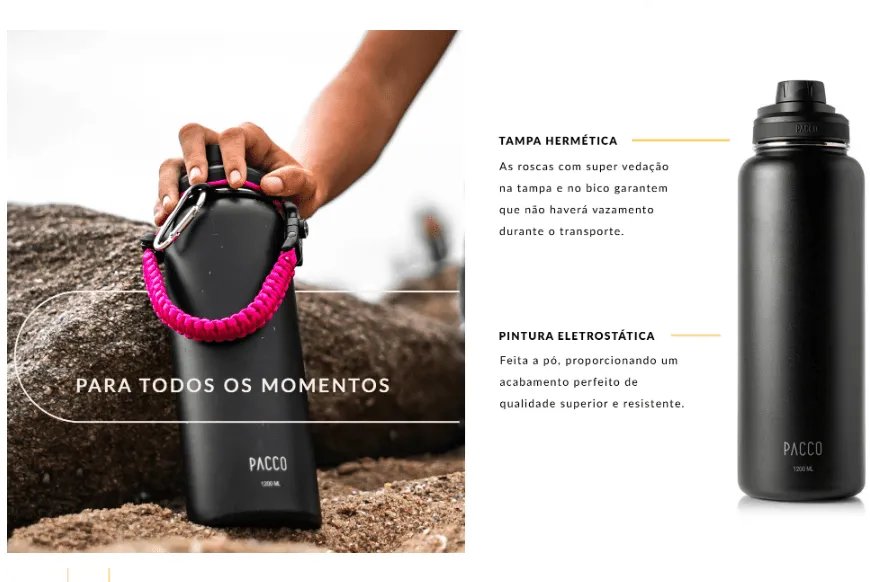 PARA TODOS OS MOMENTOS
PACCO
1200 ML
TAMPA HERMÉTICA
As roscas com super vedação
na tampa e no bico garantem
que não haverá vazamento
durante o transporte.
PINTURA ELETROSTÁTICA
Feita a pó, proporcionando um
acabamento perfeito de
qualidade superior e resistente.
PACCO
PACCO
1200 ML